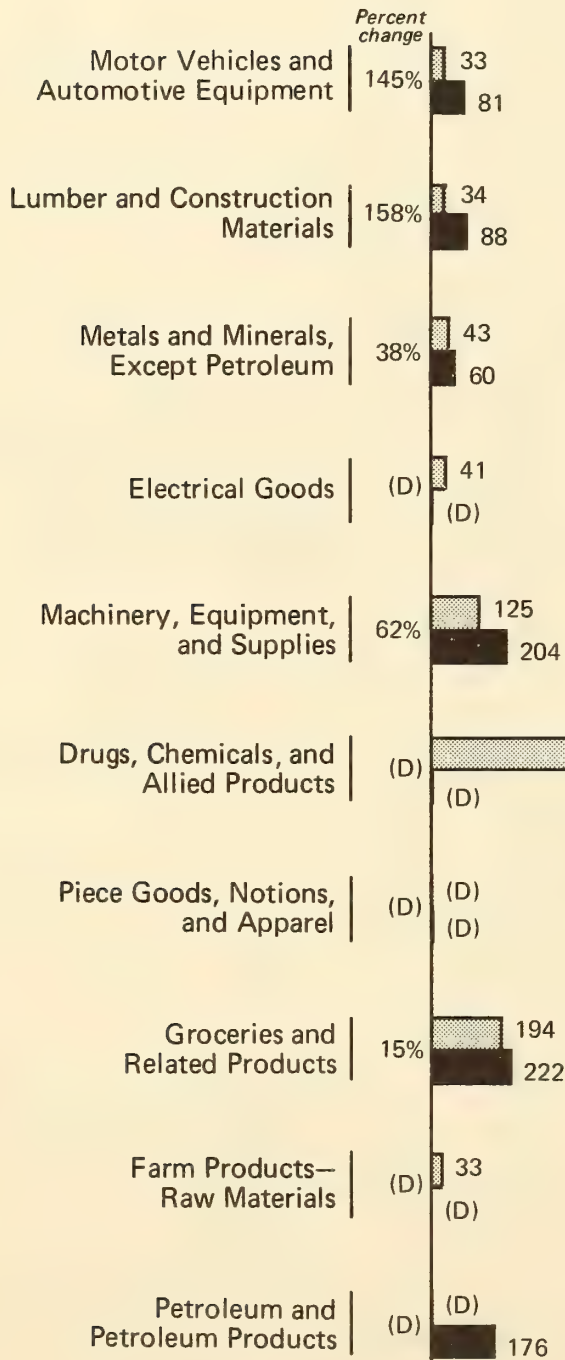 Percent
change
Motor Vehicles and
Automotive Equipment
145%
33
81
Lumber and Construction
Materials
158%
34
88
Metals and Minerals,
Except Petroleum
38%
43
60
Electrical Goods
(D)
41
(D)
Machinery, Equipment,
and Supplies
62%
125
204
Drugs, Chemicals, and
Allied Products
(D)
(D)
Piece Goods, Notions,
and Apparel
(D)
(D)
(D)
Groceries and
Related Products
15%
194
222
Farm Products—
Raw Materials
(D)
33
(D)
Petroleum and
Petroleum Products
(D)
(D)
176